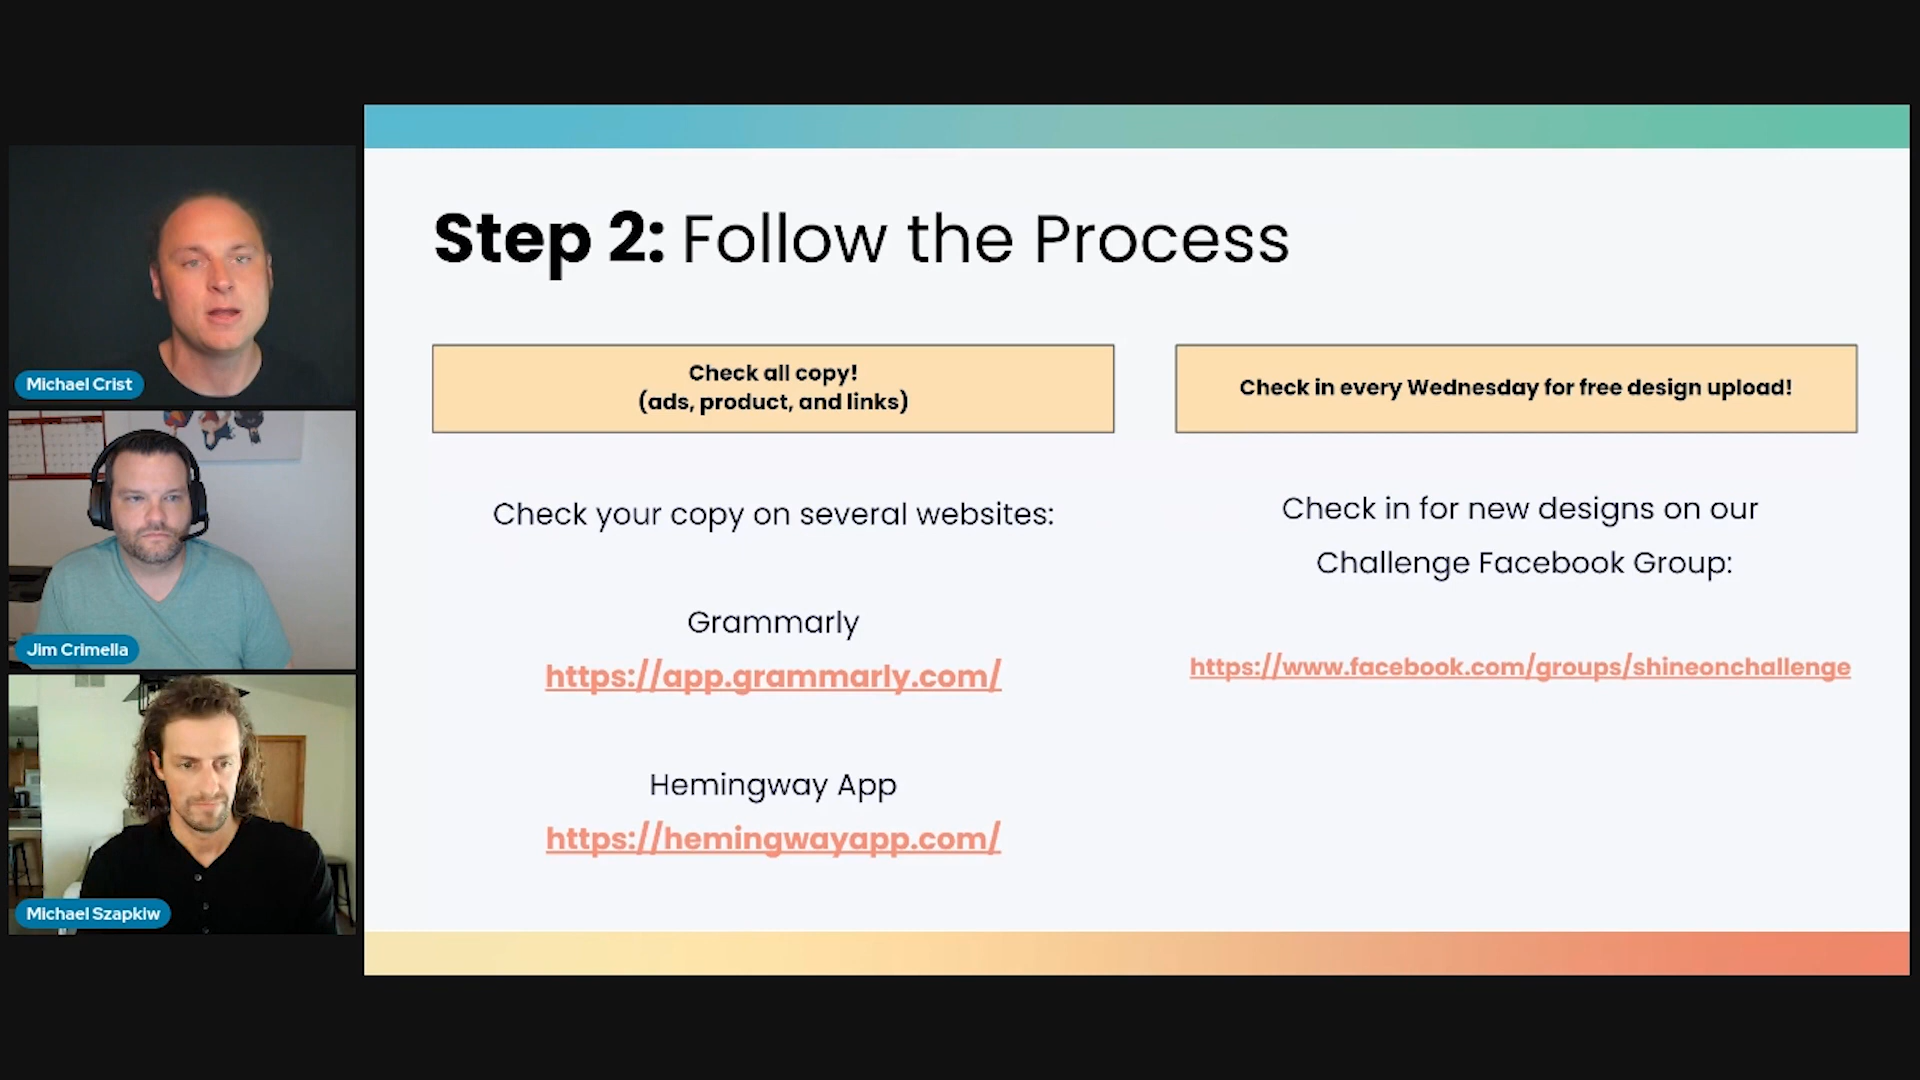 Step 2: Follow the Process
Check all copy!
(ads, product, and links)
Check your copy on several websites:
Grammarly
https://app.grammarly.com/
Hemingway App
https://hemingwayapp.com/
Check in every Wednesday for free design upload!
Check in for new designs on our
Challenge Facebook Group:
https://www.facebook.com/groups/shineonchallenge
Michael Crist
Jim Crimella
Michael Szapkiw